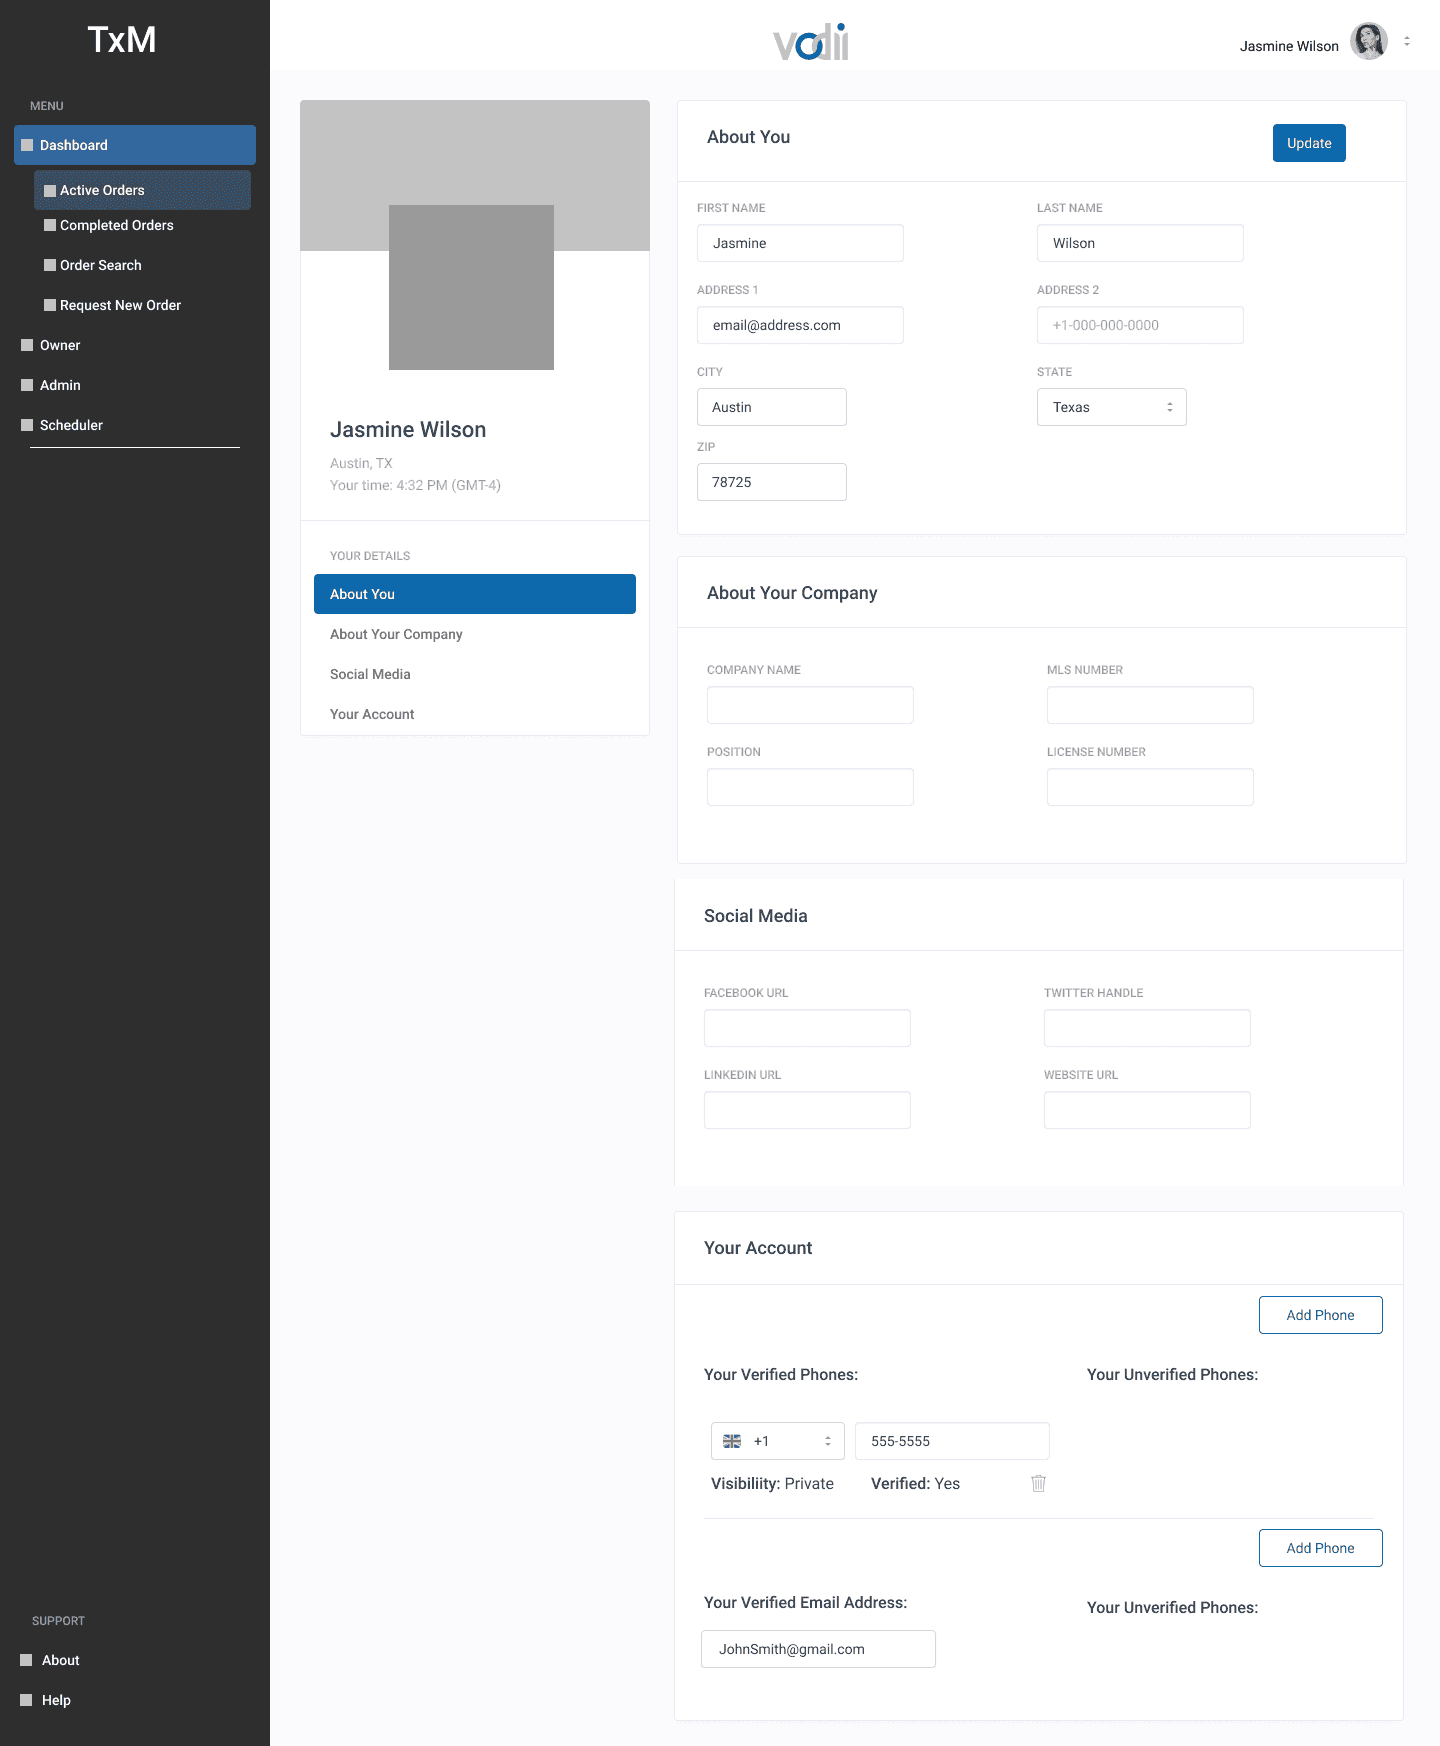 TxM
vodii
Jasmine Wilson
MENU
Dashboard
Active Orders
Completed Orders
Order Search
Request New Order
Owner
Admin
Scheduler
SUPPORT
About
Help
Jasmine Wilson
Austin, TX
Your time: 4:32 PM (GMT-4)
YOUR DETAILS
About You
About Your Company
Social Media
Your Account
About You
Update
FIRST NAME
LAST NAME
Jasmine
Wilson
ADDRESS 1
ADDRESS 2
email@address.com
+1-000-000-0000
CITY
STATE
Austin
Texas
ZIP
78725
About Your Company
COMPANY NAME
MLS NUMBER
POSITION
LICENSE NUMBER
Social Media
FACEBOOK URL
TWITTER HANDLE
LINKEDIN URL
WEBSITE URL
Your Account
Add Phone
Your Verified Phones:
Your Unverified Phones:
+1
555-5555
Visibiliity: Private
Verified: Yes
Add Phone
Your Verified Email Address:
Your Unverified Phones:
JohnSmith@gmail.com